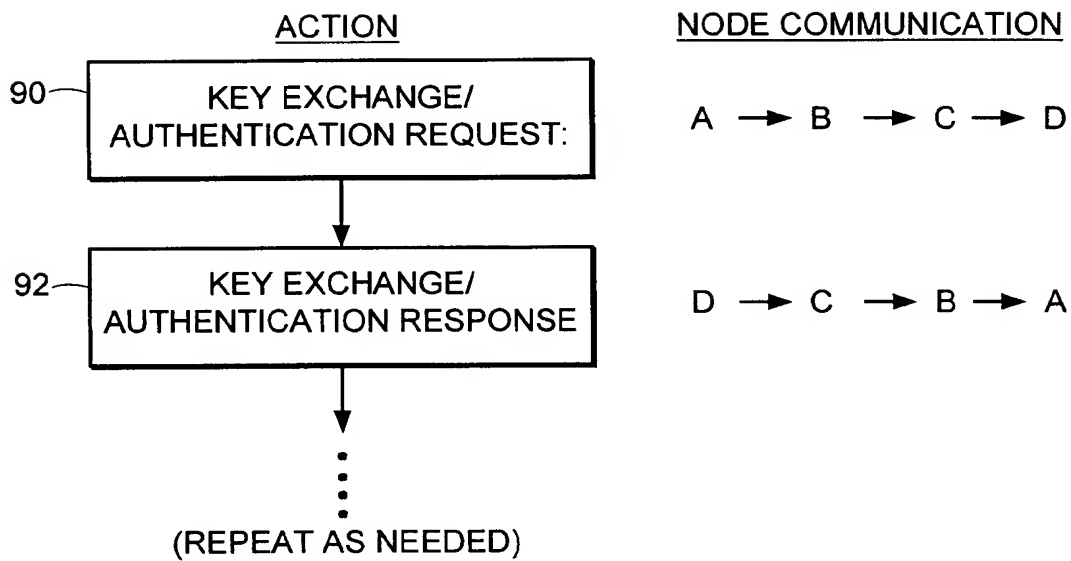 ACTION
NODE COMMUNICATION
90
KEY EXCHANGE/
AUTHENTICATION REQUEST:
A → B → C → D
92
KEY EXCHANGE/
AUTHENTICATION RESPONSE
D → C → B → A
(REPEAT AS NEEDED)